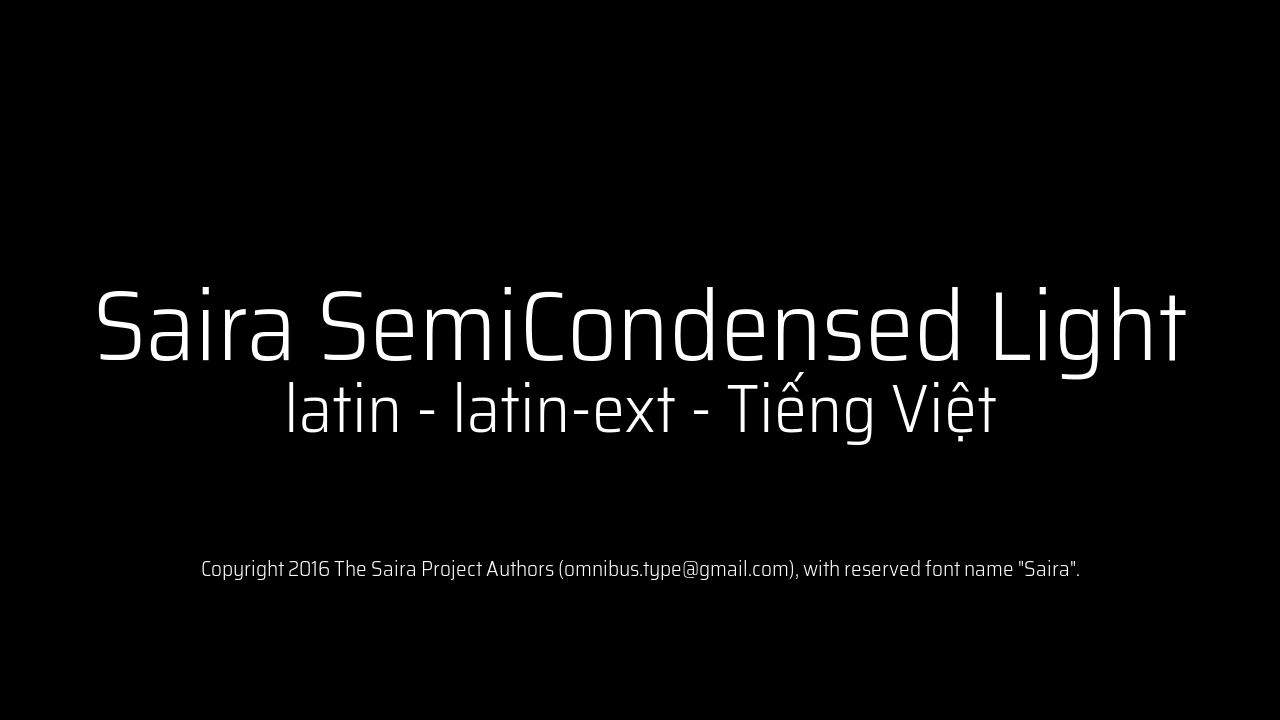 Saira SemiCondensed Light
latin - latin-ext - Tiếng Việt
Copyright 2016 The Saira Project Authors (omnibus.type@gmail.com), with reserved font name "Saira".